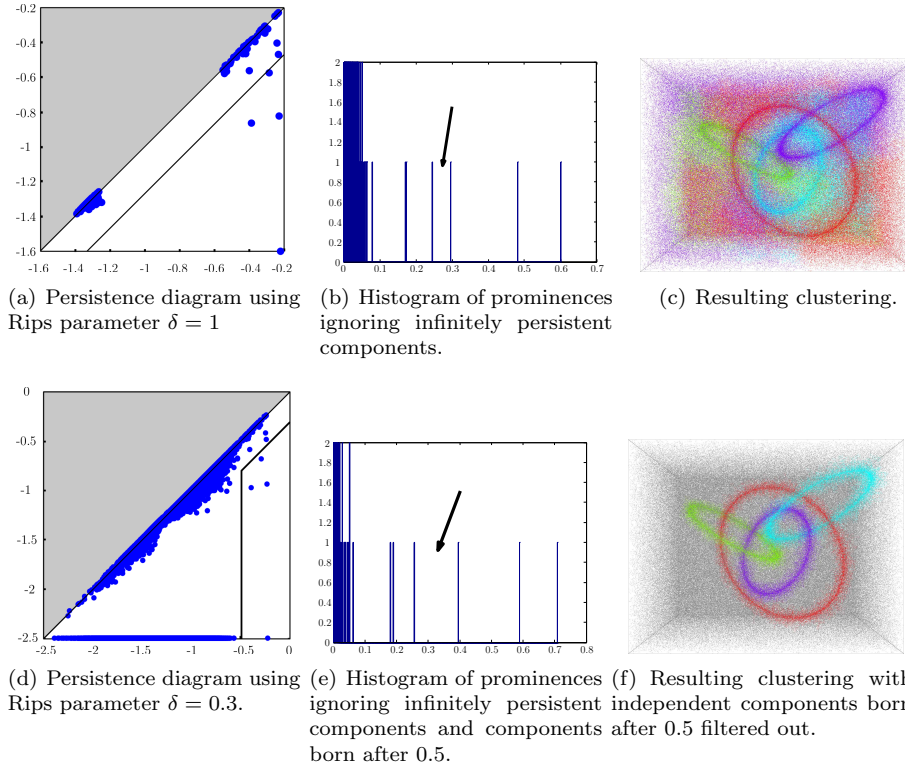 -0.2
-0.4
-0.6
-0.8
-1
-1.2
-1.4
-1.6
-1.6 -1.4 -1.2 -1 -0.8 -0.6 -0.4 -0.2
2
1.8
1.6
1.4
1.2
1
0.8
0.6
0.4
0.2
0
0 0.1 0.2 0.3 0.4 0.5 0.6 0.7
(a) Persistence diagram using
Rips parameter δ = 1
(b) Histogram of prominences
ignoring infinitely persistent
components.
(c) Resulting clustering.
0
-0.5
-1
-1.5
-2
-2.5
-2.5 -2 -1.5 -1 -0.5 0
2
1.8
1.6
1.4
1.2
1
0.8
0.6
0.4
0.2
0
0 0.1 0.2 0.3 0.4 0.5 0.6 0.7 0.8
(d) Persistence diagram using
Rips parameter δ = 0.3.
(e) Histogram of prominences
ignoring infinitely persistent
components and components
born after 0.5.
(f) Resulting clustering with
independent components born
after 0.5 filtered out.